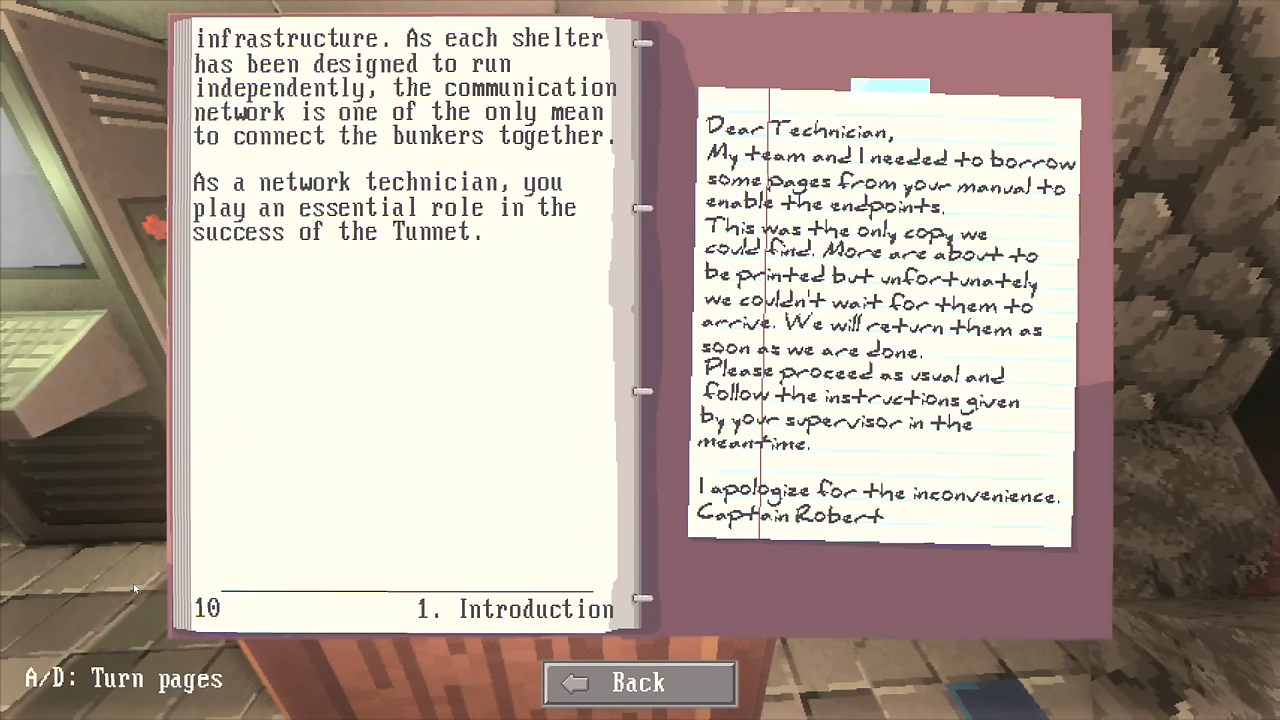 infrastructure. As each shelter
has been designed to run
independently, the communication
network is one of the only mean
to connect the bunkers together.
As a network technician, you
play an essential role in the
success of the Tunnet.
10
1. Introduction
Dear Technician,
My team and I needed to borrow
some pages from your manual to
enable the endpoints.
This was the only copy we
could find. More are about to
be printed but unfortunately
we couldn't wait for them to
arrive. We will return them as
soon as we are done.
Please proceed as usual and
follow the instructions given
by your supervisor in the
meantime.
I apologize for the inconvenience.
Captain Robert
A/D: Turn pages
Back